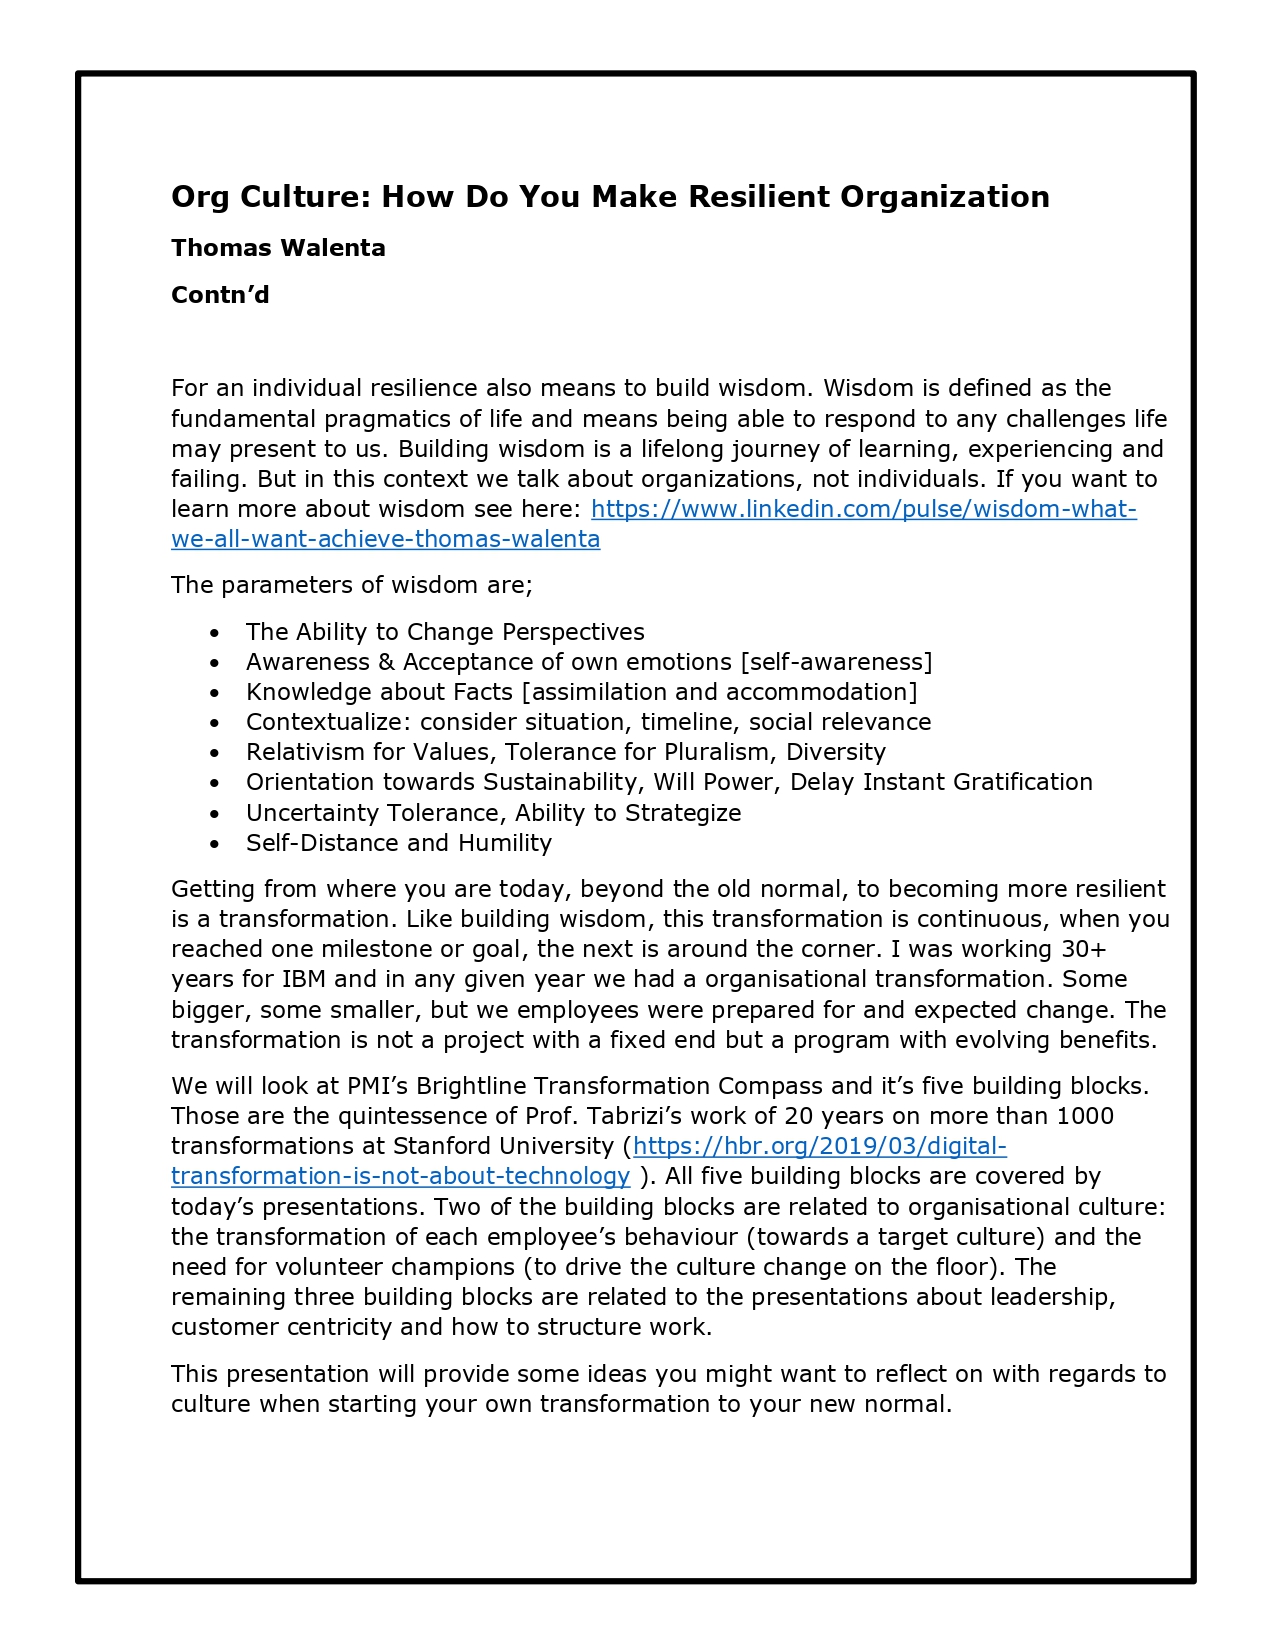 Org Culture: How Do You Make Resilient Organization
Thomas Walenta
Contn’d
For an individual resilience also means to build wisdom. Wisdom is defined as the
fundamental pragmatics of life and means being able to respond to any challenges life
may present to us. Building wisdom is a lifelong journey of learning, experiencing and
failing. But in this context we talk about organizations, not individuals. If you want to
learn more about wisdom see here: https://www.linkedin.com/pulse/wisdom-what-
we-all-want-achieve-thomas-walenta
The parameters of wisdom are;
• The Ability to Change Perspectives
• Awareness & Acceptance of own emotions [self-awareness]
• Knowledge about Facts [assimilation and accommodation]
• Contextualize: consider situation, timeline, social relevance
• Relativism for Values, Tolerance for Pluralism, Diversity
• Orientation towards Sustainability, Will Power, Delay Instant Gratification
• Uncertainty Tolerance, Ability to Strategize
• Self-Distance and Humility
Getting from where you are today, beyond the old normal, to becoming more resilient
is a transformation. Like building wisdom, this transformation is continuous, when you
reached one milestone or goal, the next is around the corner. I was working 30+
years for IBM and in any given year we had a organisational transformation. Some
bigger, some smaller, but we employees were prepared for and expected change. The
transformation is not a project with a fixed end but a program with evolving benefits.
We will look at PMI’s Brightline Transformation Compass and it’s five building blocks.
Those are the quintessence of Prof. Tabrizi’s work of 20 years on more than 1000
transformations at Stanford University (https://hbr.org/2019/03/digital-
transformation-is-not-about-technology ). All five building blocks are covered by
today’s presentations. Two of the building blocks are related to organisational culture:
the transformation of each employee’s behaviour (towards a target culture) and the
need for volunteer champions (to drive the culture change on the floor). The
remaining three building blocks are related to the presentations about leadership,
customer centricity and how to structure work.
This presentation will provide some ideas you might want to reflect on with regards to
culture when starting your own transformation to your new normal.